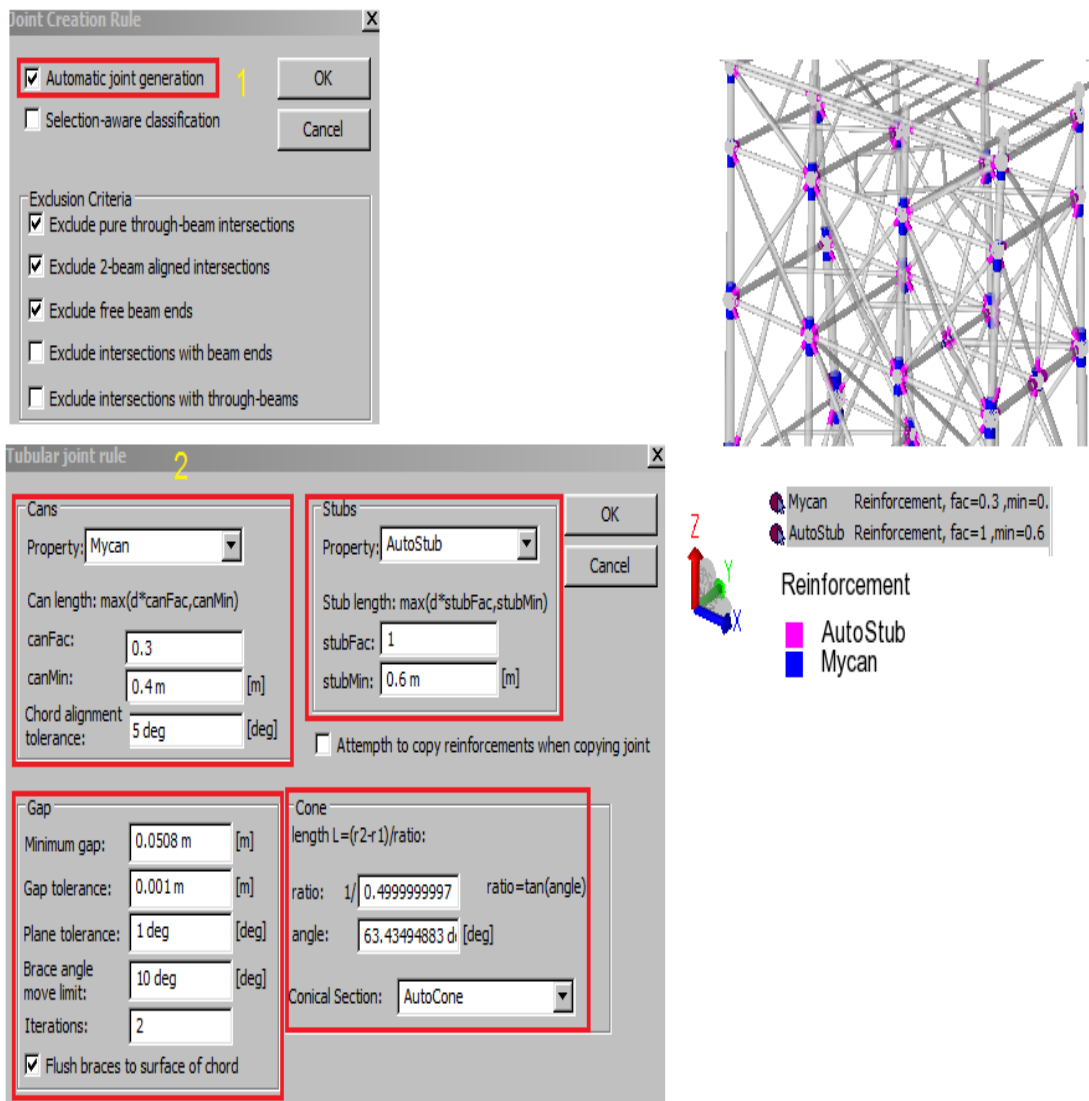 Joint Creation Rule
X
Automatic joint generation
1
OK
Selection-aware classification
Cancel
Exclusion Criteria
Exclude pure through-beam intersections
Exclude 2-beam aligned intersections
Exclude free beam ends
Exclude intersections with beam ends
Exclude intersections with through-beams
Tubular joint rule
2
X
Cans
Property: Mycan
Can length: max(d*canFac,canMin)
canFac: 0.3
canMin: 0.4 m [m]
Chord alignment
tolerance: 5 deg [deg]
Stubs
Property: AutoStub
Stub length: max(d*stubFac,stubMin)
stubFac: 1
stubMin: 0.6 m [m]
OK
Cancel
Attempth to copy reinforcements when copying joint
Gap
Minimum gap: 0.0508 m [m]
Gap tolerance: 0.001 m [m]
Plane tolerance: 1 deg [deg]
Brace angle
move limit: 10 deg [deg]
Iterations: 2
Flush braces to surface of chord
Cone
length L=(r2-r1)/ratio:
ratio: 1/ 0.4999999997 ratio=tan(angle)
angle: 63.43494883 d [deg]
Conical Section: AutoCone
Mycan Reinforcement, fac=0.3 ,min=0.
AutoStub Reinforcement, fac=1 ,min=0.6
Z
Y
X
Reinforcement
AutoStub
Mycan